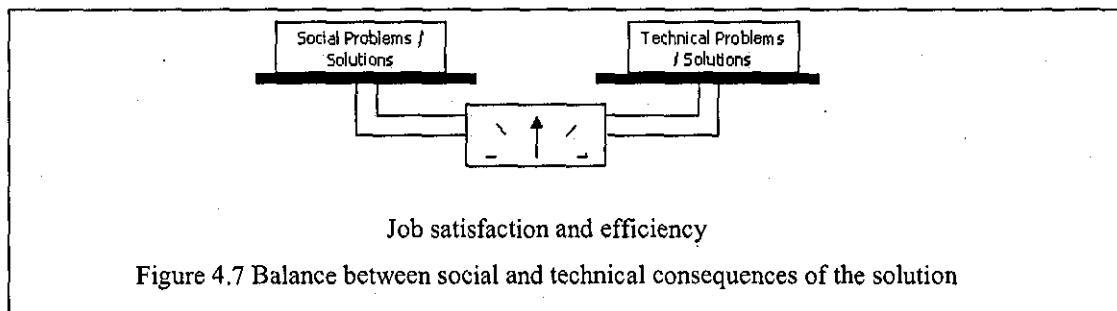 Social Problems /
Solutions
Technical Problems
/ Solutions
Job satisfaction and efficiency
Figure 4.7 Balance between social and technical consequences of the solution